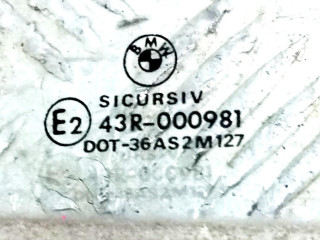 BMW
SICURSIV
E2 43R-000981
DOT-36AS2M127